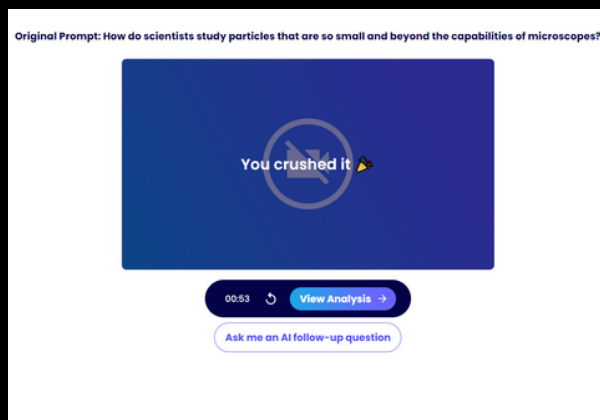 Original Prompt: How do scientists study particles that are so small and beyond the capabilities of microscopes?
You crushed it 🎉
00:53
View Analysis →
Ask me an AI follow-up question